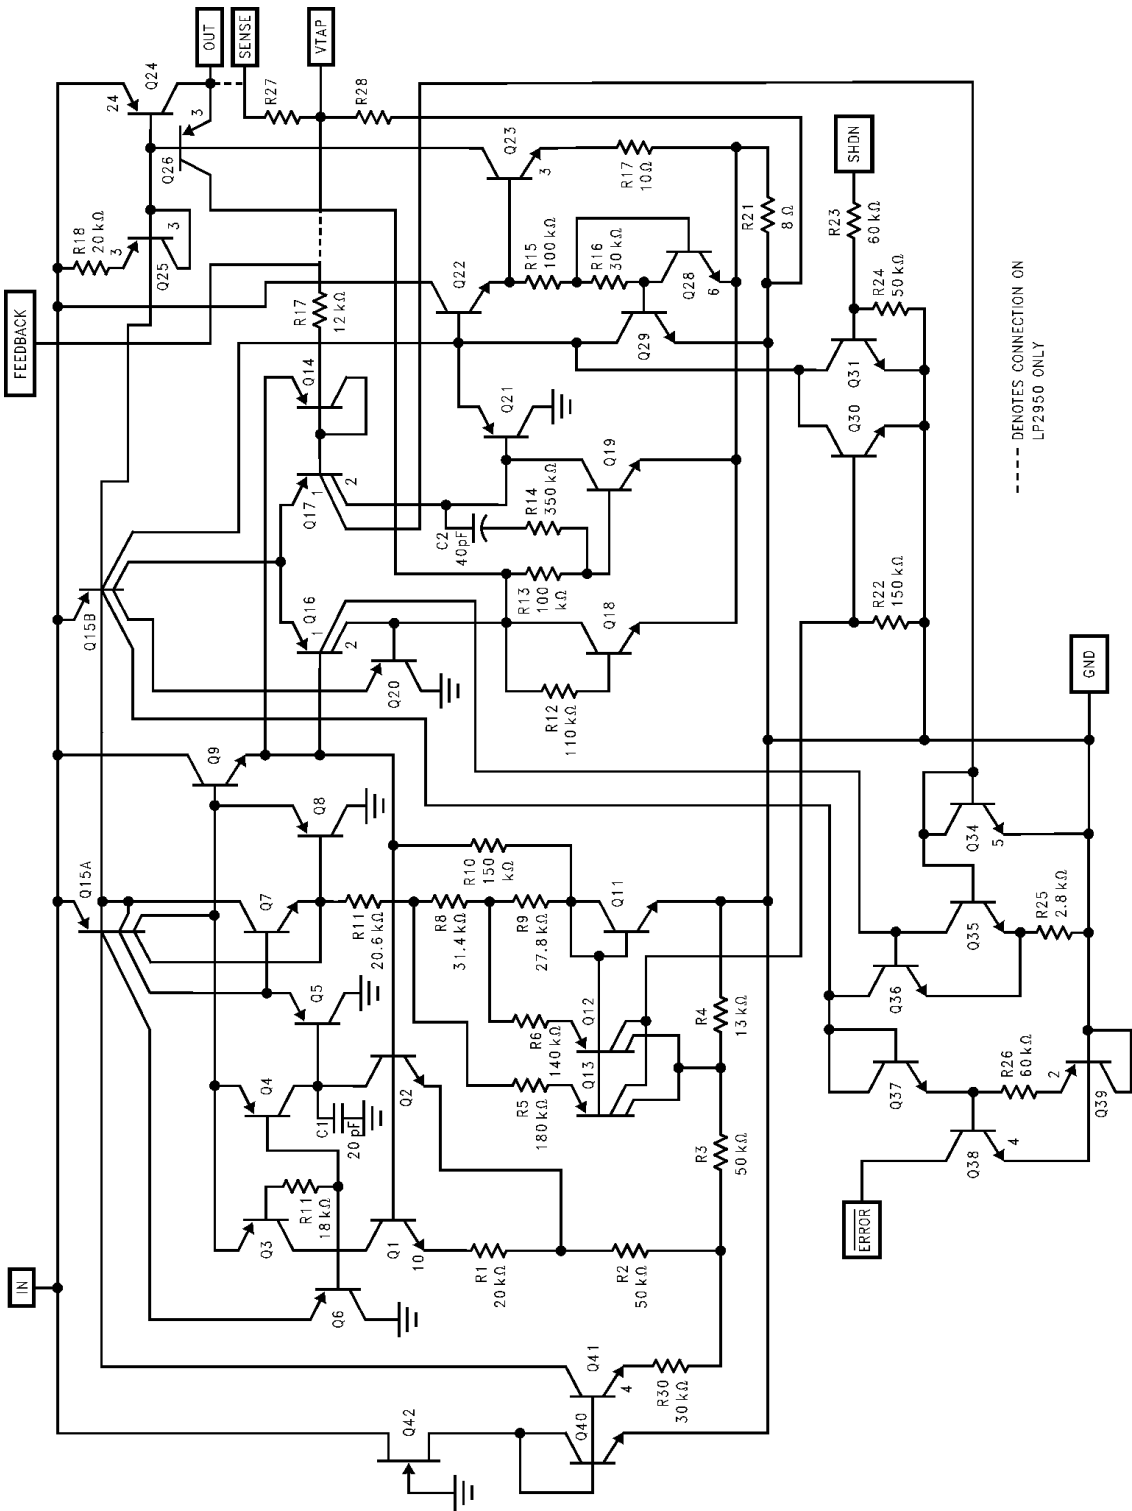 IN
FEEDBACK
OUT
SENSE
VTAP
SHDN
GND
ERROR
Q42
Q40
Q41
4
R30
30 kΩ
Q6
Q3
R11
18 kΩ
Q1
10
R1
20 kΩ
R2
50 kΩ
R3
50 kΩ
Q4
C1
20 pF
Q2
Q5
R5
180 kΩ
Q13
R6
140 kΩ
Q12
R4
13 kΩ
Q15A
Q7
R11
20.6 kΩ
R8
31.4 kΩ
R9
27.8 kΩ
Q11
Q8
R10
150
kΩ
Q9
Q15B
Q16
1
2
Q20
R12
110 kΩ
Q18
R13
100
kΩ
Q17
1
2
C2
40pF
R14
350 kΩ
Q19
Q14
R17
12 kΩ
Q21
Q22
R15
100 kΩ
R16
30 kΩ
Q29
Q28
6
R18
20 kΩ
3
Q25
3
Q26
3
24
Q24
R27
R28
Q23
3
R17
10Ω
R21
8 Ω
R22
150 kΩ
Q30
Q31
R23
60 kΩ
R24
50 kΩ
Q34
5
Q35
R25
2.8 kΩ
Q36
Q37
R26
60 kΩ
Q38
4
2
Q39
DENOTES CONNECTION ON
LP2950 ONLY